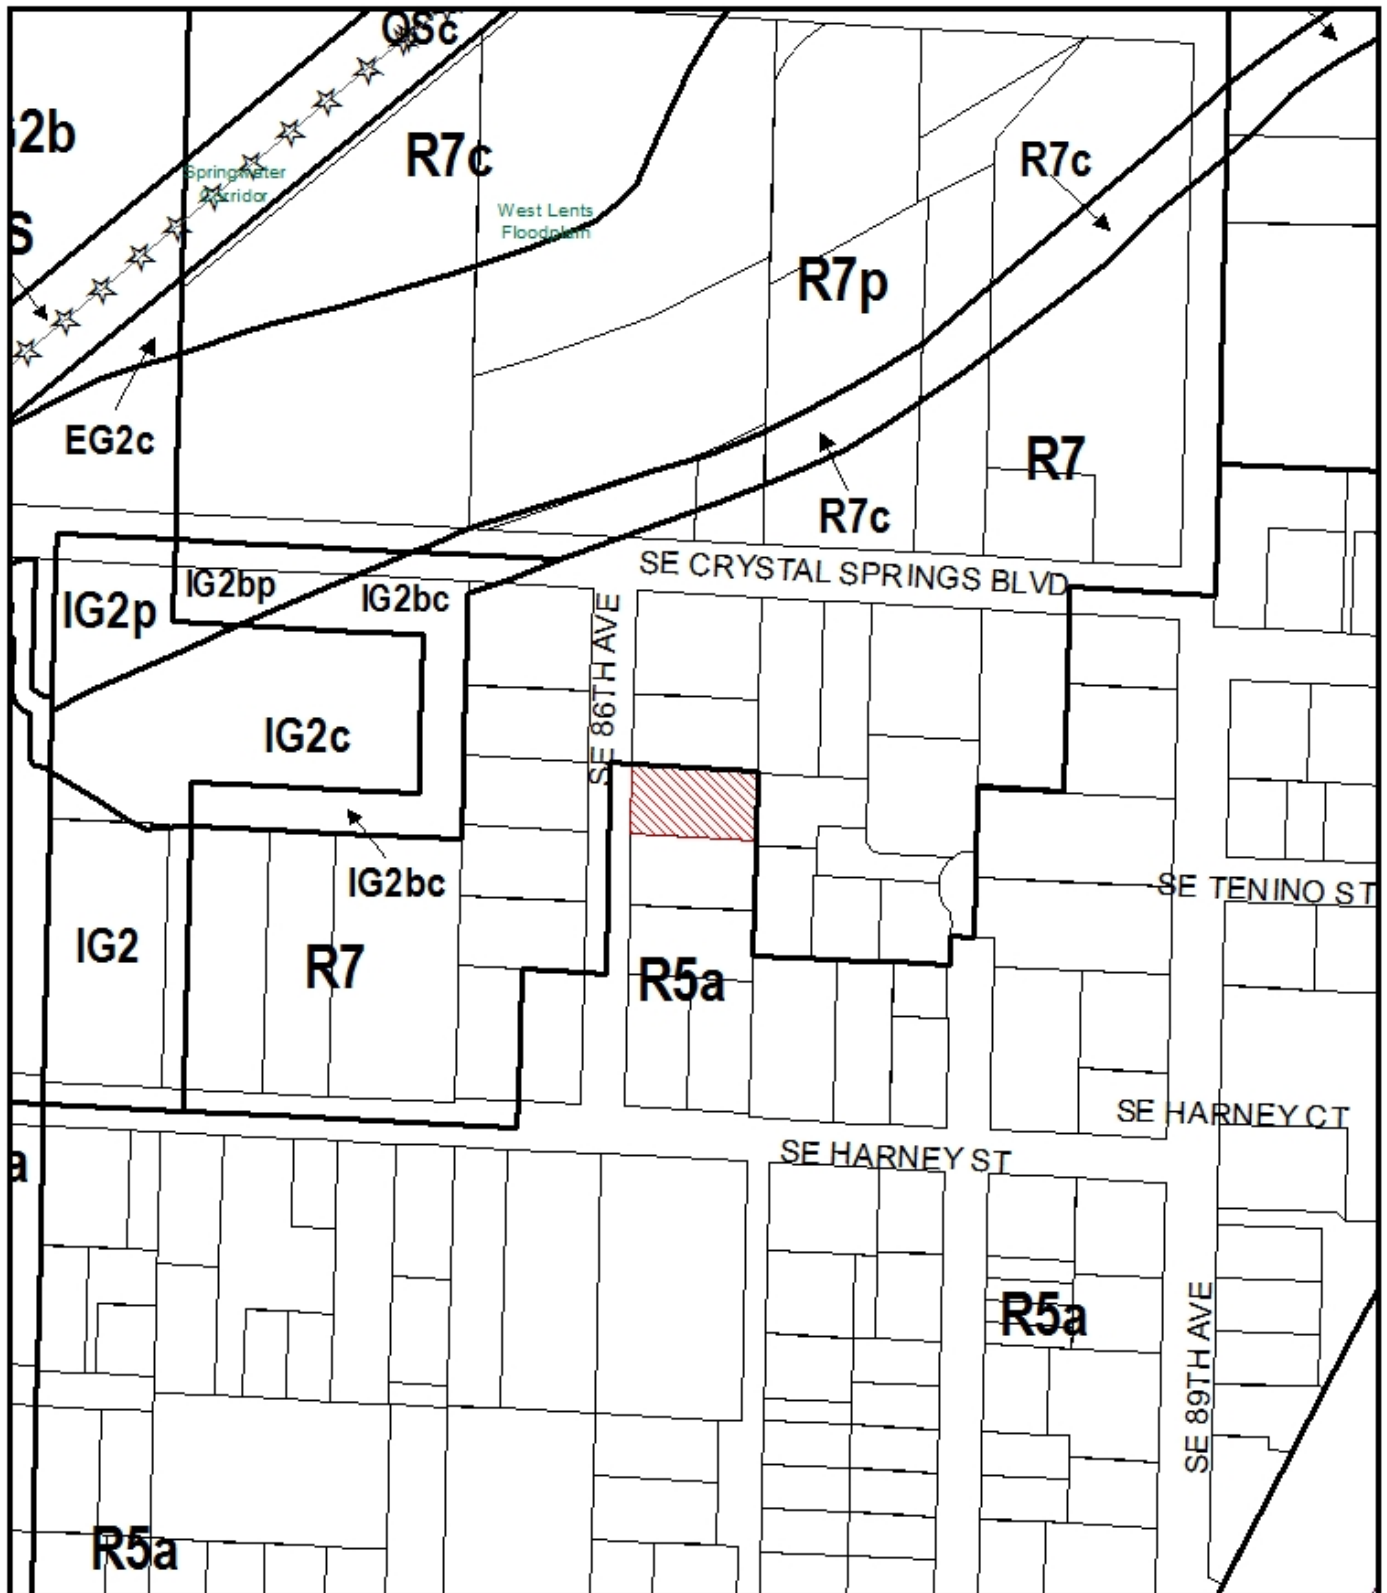 OSc
G2b
R7c
R7c
Springwater
Corridor
West Lents
Floodplain
S
R7p
EG2c
R7
R7c
SE CRYSTAL SPRINGS BLVD
IG2bp
IG2bc
IG2p
SE 86TH AVE
IG2c
IG2bc
SE TENINO ST
IG2
R7
R5a
SE HARNEY CT
SE HARNEY ST
a
R5a
SE 89TH AVE
R5a